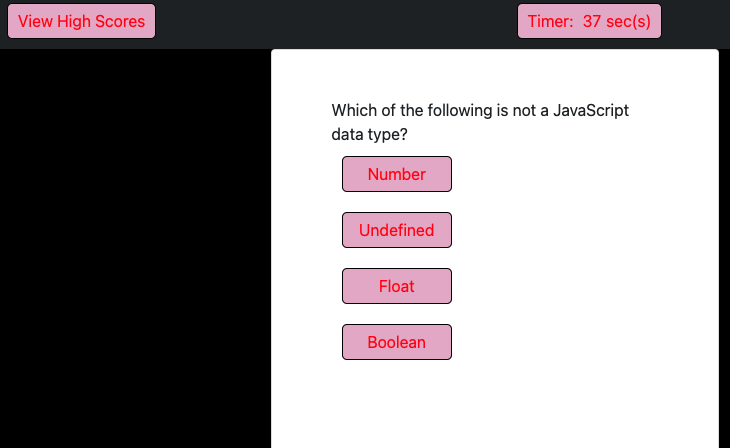 View High Scores
Timer: 37 sec(s)
Which of the following is not a JavaScript
data type?
Number
Undefined
Float
Boolean